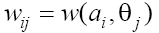 w_{ij} = w(a_i, θ_j)